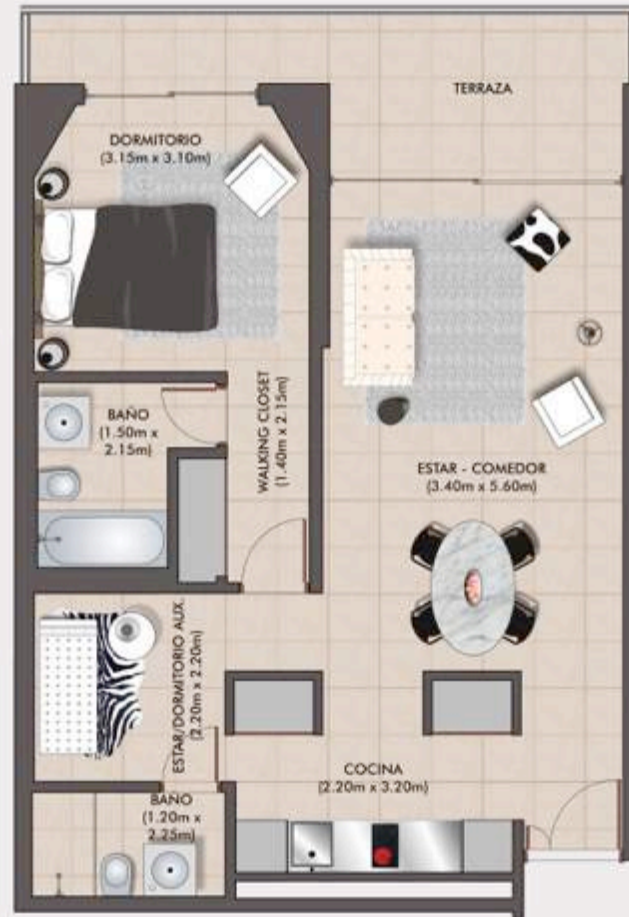 TERRAZA
DORMITORIO
(3.15m x 3.10m)
BAÑO
(1.50m x
2.15m)
WALKING CLOSET
(1.40m x 2.15m)
ESTAR - COMEDOR
(3.40m x 5.60m)
ESTAR/DORMITORIO AUX.
(2.20m x 2.20m)
COCINA
(2.20m x 3.20m)
BAÑO
(1.20m x
2.25m)